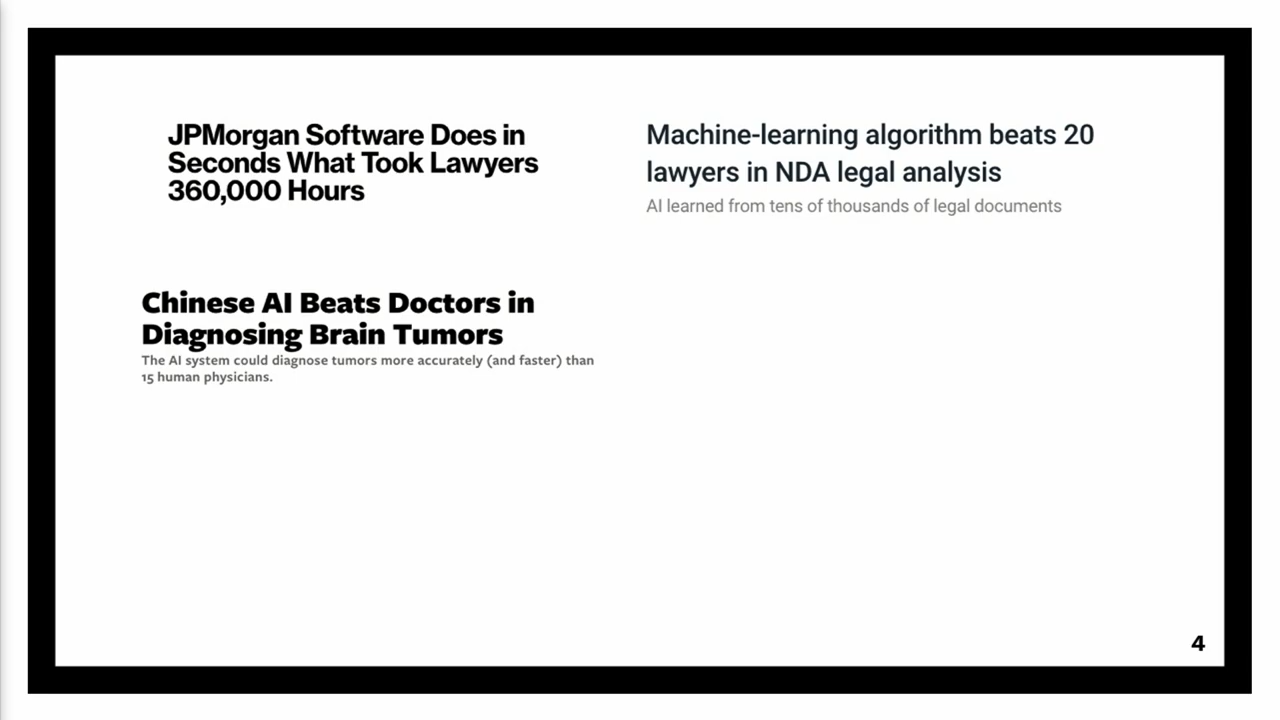 JPMorgan Software Does in
Seconds What Took Lawyers
360,000 Hours
Machine-learning algorithm beats 20
lawyers in NDA legal analysis
AI learned from tens of thousands of legal documents
Chinese AI Beats Doctors in
Diagnosing Brain Tumors
The AI system could diagnose tumors more accurately (and faster) than
15 human physicians.
4